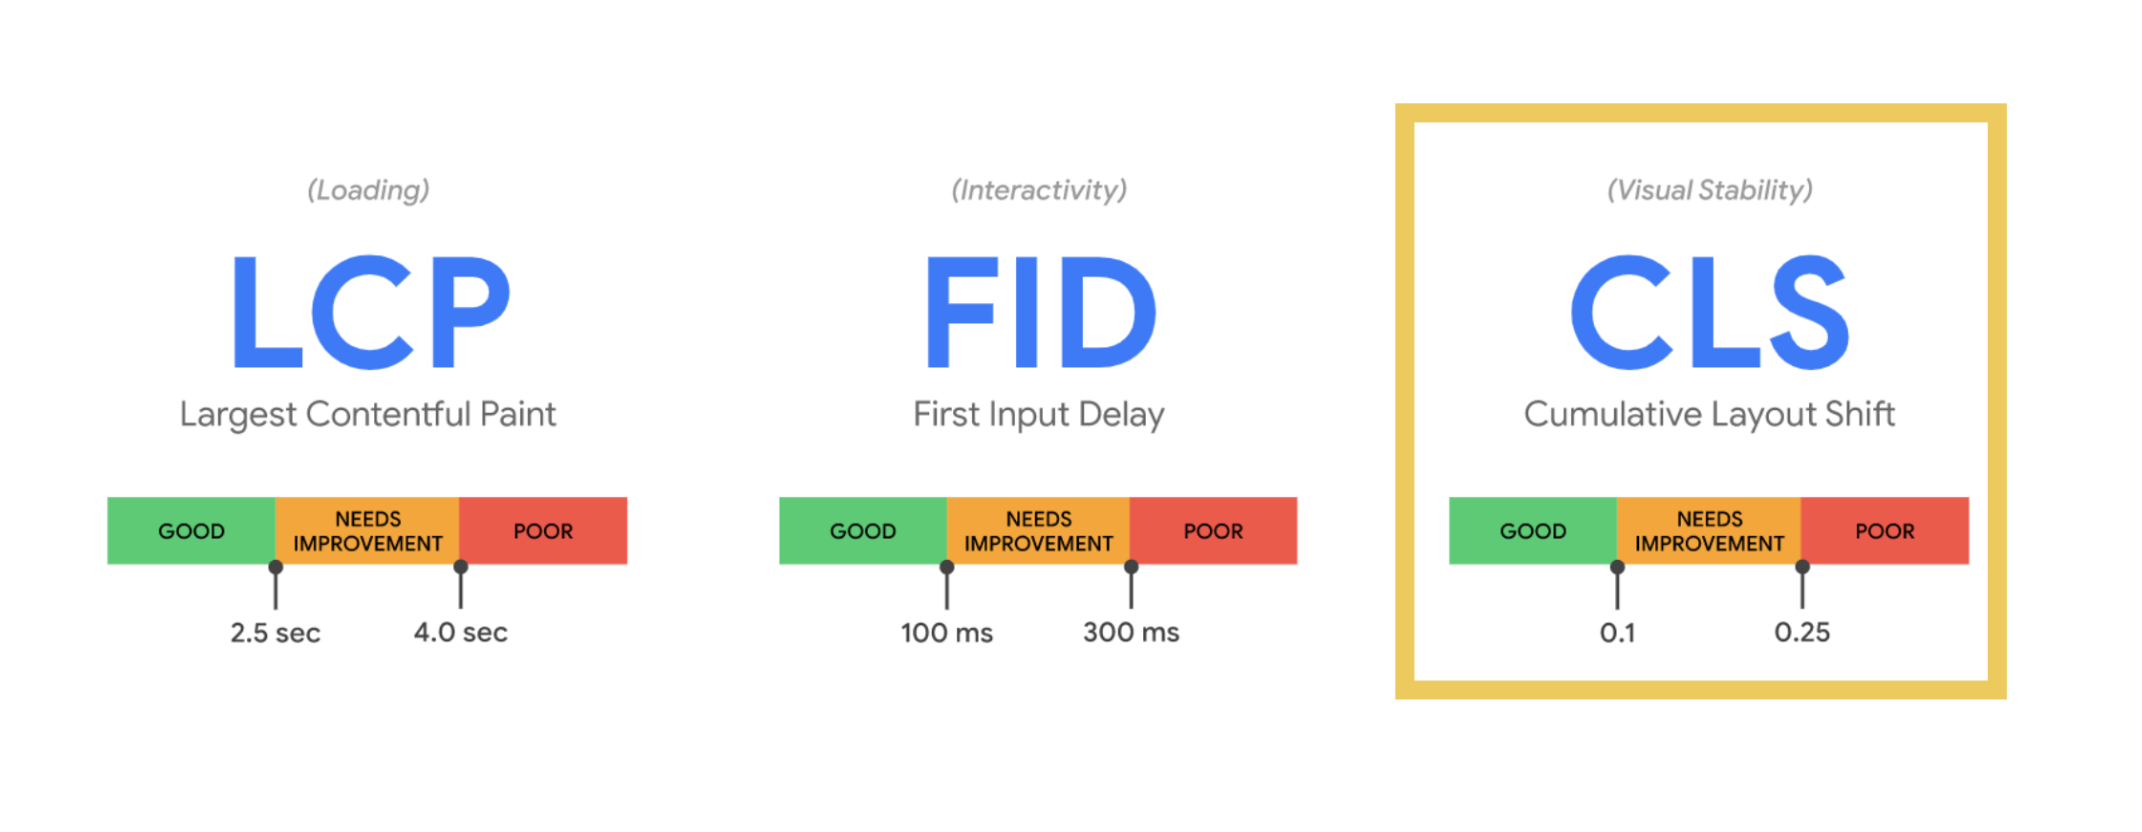 (Loading)
LCP
Largest Contentful Paint
GOOD
NEEDS
IMPROVEMENT
POOR
2.5 sec
4.0 sec
(Interactivity)
FID
First Input Delay
GOOD
NEEDS
IMPROVEMENT
POOR
100 ms
300 ms
(Visual Stability)
CLS
Cumulative Layout Shift
GOOD
NEEDS
IMPROVEMENT
POOR
0.1
0.25